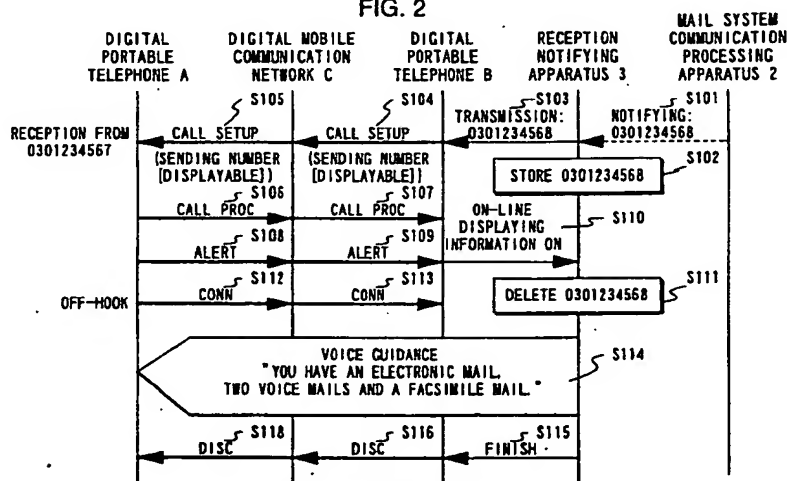 FIG. 2
DIGITAL PORTABLE TELEPHONE A
DIGITAL MOBILE COMMUNICATION NETWORK C
DIGITAL PORTABLE TELEPHONE B
RECEPTION NOTIFYING APPARATUS 3
MAIL SYSTEM COMMUNICATION PROCESSING APPARATUS 2
S105
S104
S103
S101
RECEPTION FROM 0301234567
CALL SETUP
CALL SETUP
TRANSMISSION: 0301234568
NOTIFYING: 0301234568
(SENDING NUMBER [DISPLAYABLE])
(SENDING NUMBER [DISPLAYABLE])
STORE 0301234568
S102
S106
S107
CALL PROC
CALL PROC
ON-LINE DISPLAYING INFORMATION ON
S110
S108
S109
ALERT
ALERT
S112
S113
OFF-HOOK
CONN
CONN
DELETE 0301234568
S111
VOICE GUIDANCE
"YOU HAVE AN ELECTRONIC MAIL,
TWO VOICE MAILS AND A FACSIMILE MAIL."
S114
S118
S116
S115
DISC
DISC
FINISH